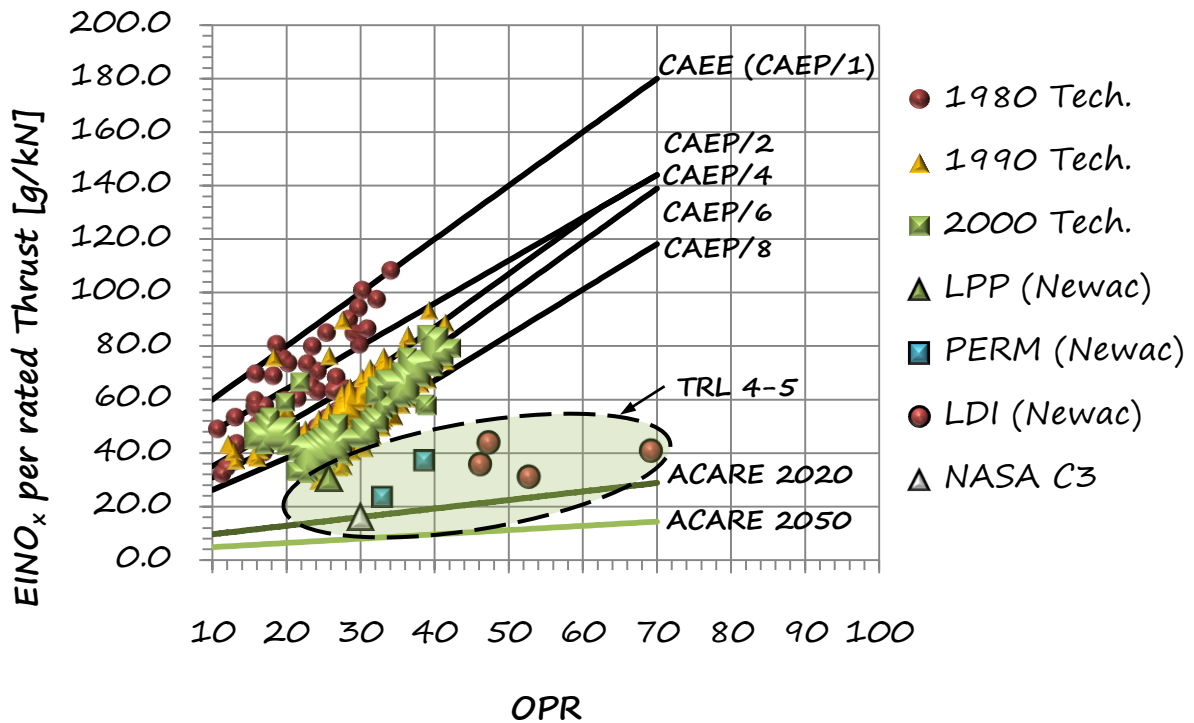 EINOx per rated Thrust [g/kN]
200.0
180.0
160.0
140.0
120.0
100.0
80.0
60.0
40.0
20.0
0.0
10 20 30 40 50 60 70 80 90 100
OPR
CAEE (CAEP/1)
CAEP/2
CAEP/4
CAEP/6
CAEP/8
TRL 4-5
ACARE 2020
ACARE 2050
1980 Tech.
1990 Tech.
2000 Tech.
LPP (Newac)
PERM (Newac)
LDI (Newac)
NASA C3